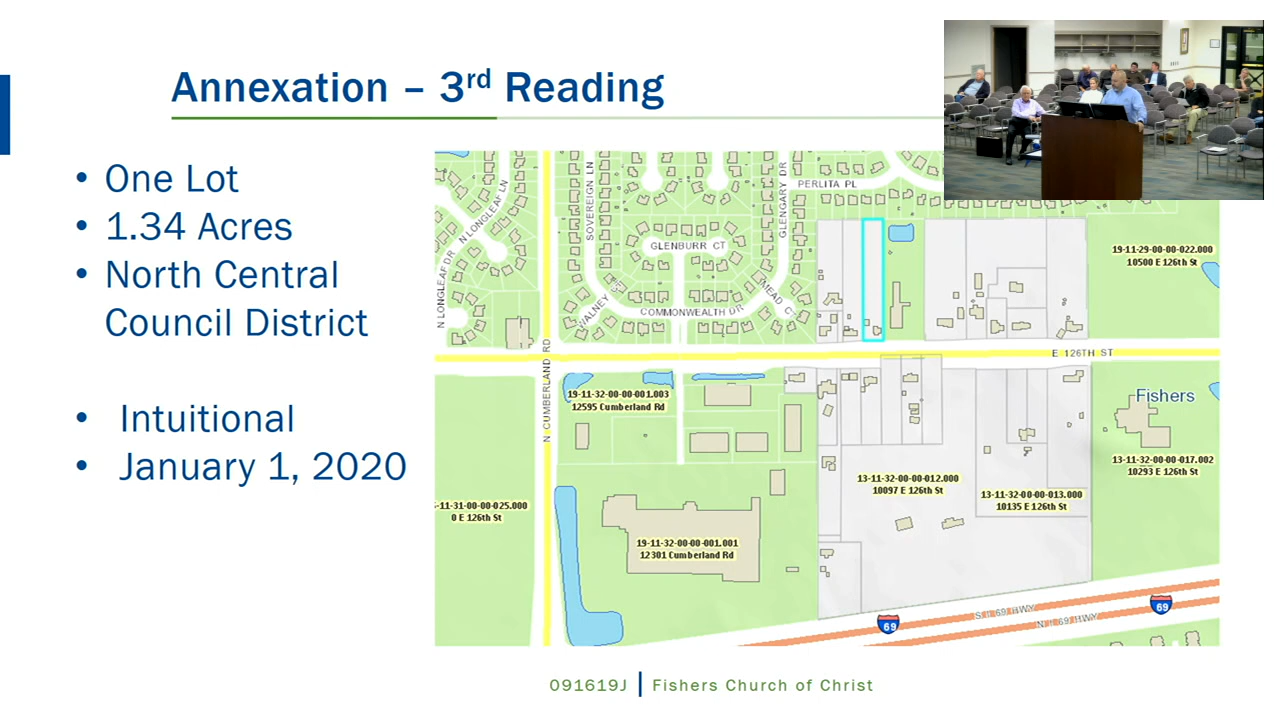 Annexation – 3rd Reading
• One Lot
• 1.34 Acres
• North Central
Council District
• Intuitional
• January 1, 2020
N LONGLEAF LN
N LONGLEAF DR
SOVEREIGN LN
GLENBURR CT
GLENGARY DR
PERLITA PL
WALNEY
COMMONWEALTH DR
MEAD CT
19-11-29-00-00-022.000
10500 E 126th St
N CUMBERLAND RD
E 126TH ST
19-11-32-00-00-001.003
12595 Cumberland Rd
Fishers
13-11-32-00-00-017.002
10293 E 126th St
13-11-32-00-00-012.000
10097 E 126th St
13-11-32-00-00-013.000
10135 E 126th St
-11-31-00-00-025.000
0 E 126th St
19-11-32-00-00-001.001
12301 Cumberland Rd
S I 69 HWY
N I 69 HWY
69
69
091619J | Fishers Church of Christ